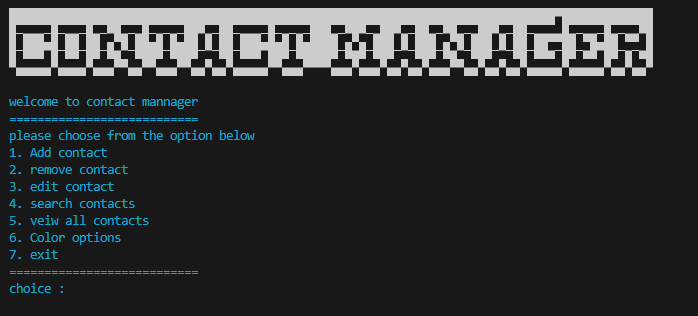 CONTACT MANAGER
welcome to contact mannager
===========================
please choose from the option below
1. Add contact
2. remove contact
3. edit contact
4. search contacts
5. veiw all contacts
6. Color options
7. exit
===========================
choice :